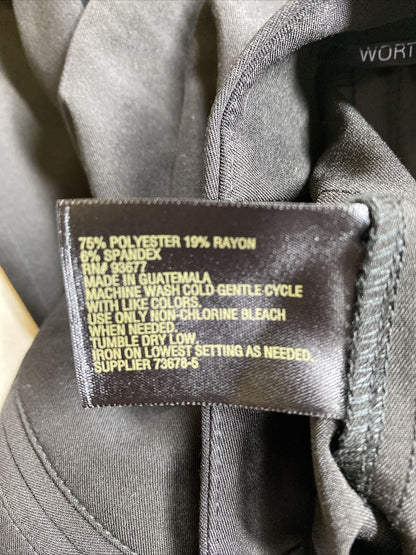 WORT
75% POLYESTER 19% RAYON
6% SPANDEX
RN# 93677
MADE IN GUATEMALA
MACHINE WASH COLD GENTLE CYCLE
WITH LIKE COLORS.
USE ONLY NON-CHLORINE BLEACH
WHEN NEEDED.
TUMBLE DRY LOW.
IRON ON LOWEST SETTING AS NEEDED.
SUPPLIER 73678-5